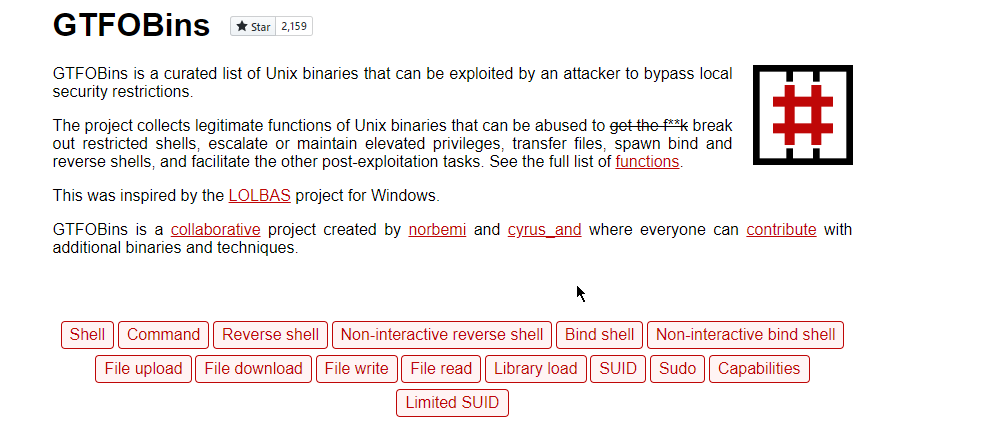 GTFOBins Star 2,159
GTFOBins is a curated list of Unix binaries that can be exploited by an attacker to bypass local
security restrictions.
The project collects legitimate functions of Unix binaries that can be abused to get the f**k break
out restricted shells, escalate or maintain elevated privileges, transfer files, spawn bind and
reverse shells, and facilitate the other post-exploitation tasks. See the full list of functions.
This was inspired by the LOLBAS project for Windows.
GTFOBins is a collaborative project created by norbemi and cyrus_and where everyone can contribute with
additional binaries and techniques.
Shell Command Reverse shell Non-interactive reverse shell Bind shell Non-interactive bind shell
File upload File download File write File read Library load SUID Sudo Capabilities
Limited SUID